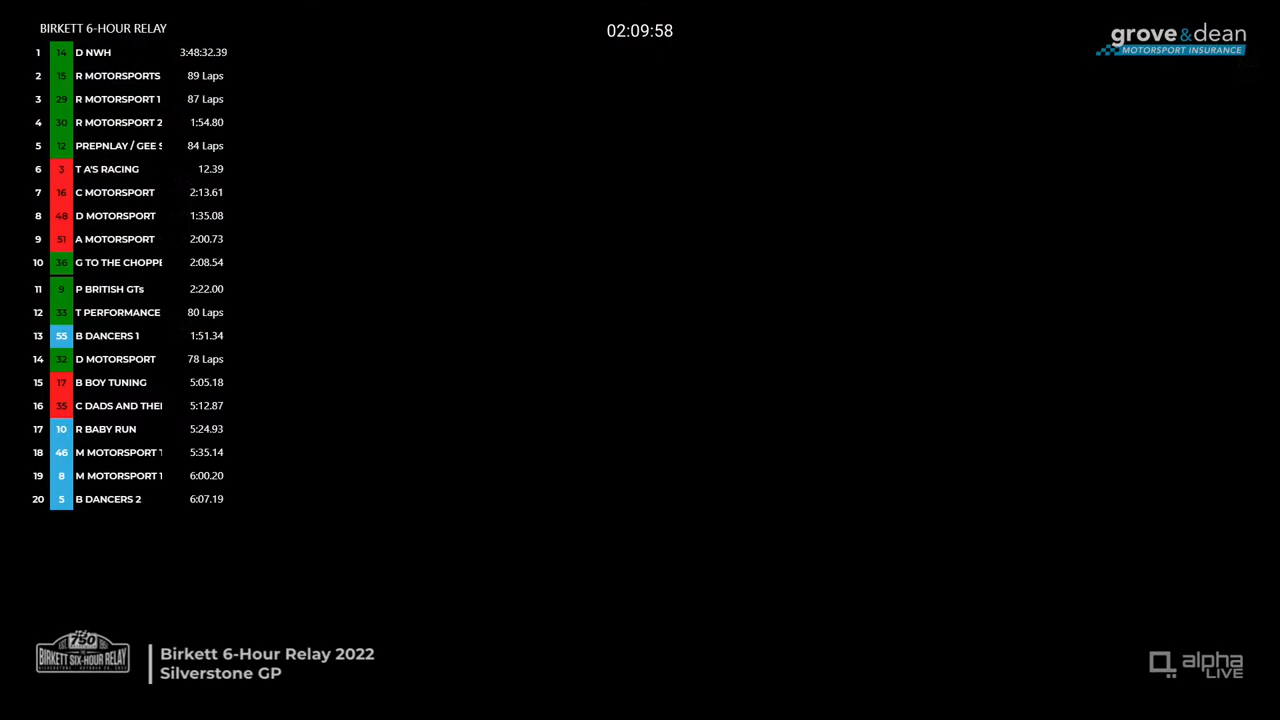 BIRKETT 6-HOUR RELAY
02:09:58
grove&dean
MOTORSPORT INSURANCE
1 14 D NWH 3:48:32.39
2 15 R MOTORSPORTS 89 Laps
3 29 R MOTORSPORT 1 87 Laps
4 30 R MOTORSPORT 2 1:54.80
5 12 PREPNLAY / GEE S 84 Laps
6 3 T A'S RACING 12.39
7 16 C MOTORSPORT 2:13.61
8 48 D MOTORSPORT 1:35.08
9 51 A MOTORSPORT 2:00.73
10 36 G TO THE CHOPPE 2:08.54
11 9 P BRITISH GTs 2:22.00
12 33 T PERFORMANCE 80 Laps
13 55 B DANCERS 1 1:51.34
14 32 D MOTORSPORT 78 Laps
15 17 B BOY TUNING 5:05.18
16 35 C DADS AND THEI 5:12.87
17 10 R BABY RUN 5:24.93
18 46 M MOTORSPORT T 5:35.14
19 8 M MOTORSPORT 1 6:00.20
20 5 B DANCERS 2 6:07.19
750
BIRKETT SIX-HOUR RELAY
Birkett 6-Hour Relay 2022
Silverstone GP
alpha
LIVE